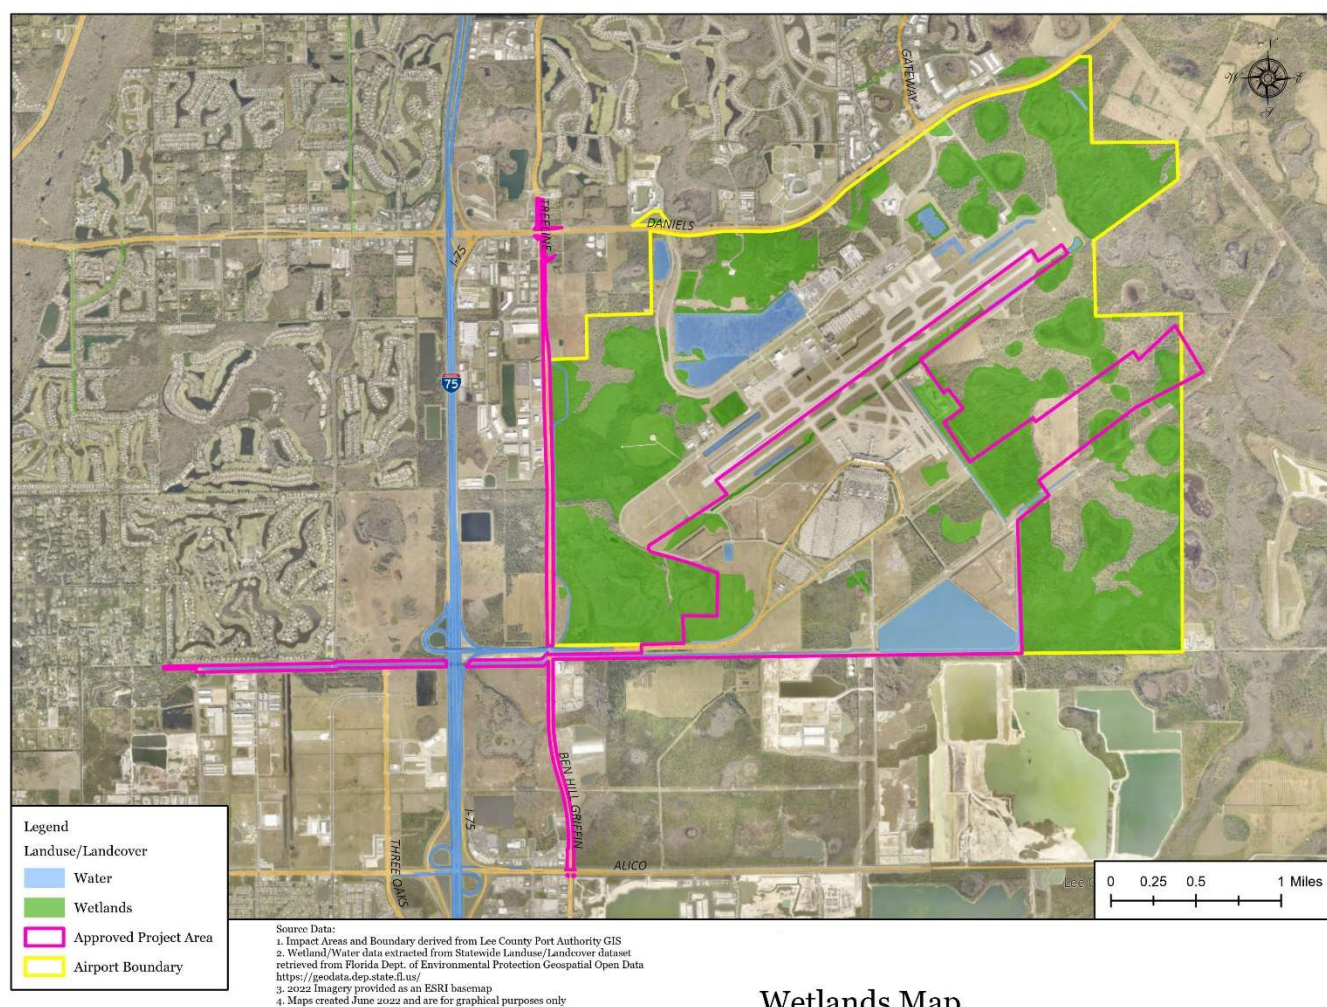 GATEWAY
N
W
E
S
TREELINE
DANIELS
I-75
75
BEN HILL GRIFFIN
I-75
THREE OAKS
ALICO
Lee C
Legend
Landuse/Landcover
Water
Wetlands
Approved Project Area
Airport Boundary
0 0.25 0.5 1 Miles
Source Data:
1. Impact Areas and Boundary derived from Lee County Port Authority GIS
2. Wetland/Water data extracted from Statewide Landuse/Landcover dataset
retrieved from Florida Dept. of Environmental Protection Geospatial Open Data
https://geodata.dep.state.fl.us/
3. 2022 Imagery provided as an ESRI basemap
4. Maps created June 2022 and are for graphical purposes only
Wetlands Map